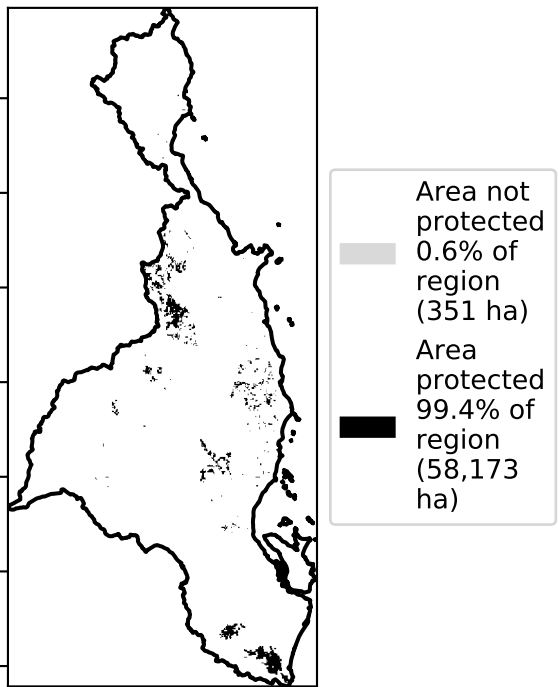 Area not
protected
0.6% of
region
(351 ha)
Area
protected
99.4% of
region
(58,173
ha)